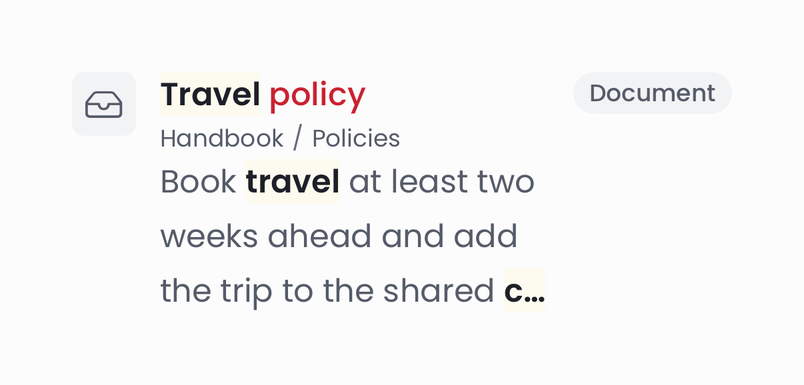 Travel policy
Document
Handbook / Policies
Book travel at least two
weeks ahead and add
the trip to the shared c...